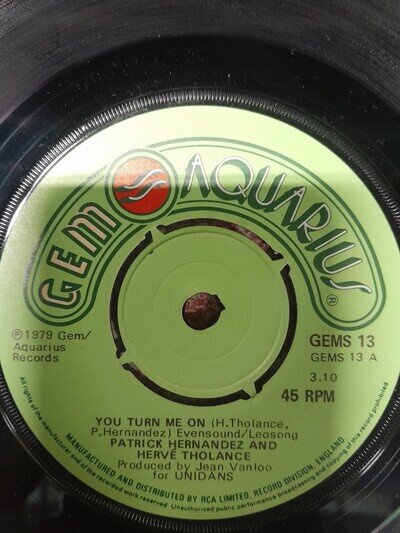 GEM AQUARIUS
®
℗1979 Gem/
Aquarius
Records
GEMS 13
GEMS 13 A
3.10
45 RPM
YOU TURN ME ON (H.Tholance,
P.Hernandez) Evensound/Leosong
PATRICK HERNANDEZ AND
HERVÉ THOLANCE
Produced by Jean Vanloo
for UNIDANS
MANUFACTURED AND DISTRIBUTED BY RCA LIMITED, RECORD DIVISION, ENGLAND.
All rights of the manufacturer and of the owner of the recorded work reserved. Unauthorised public performance broadcasting and copying of this record prohibited